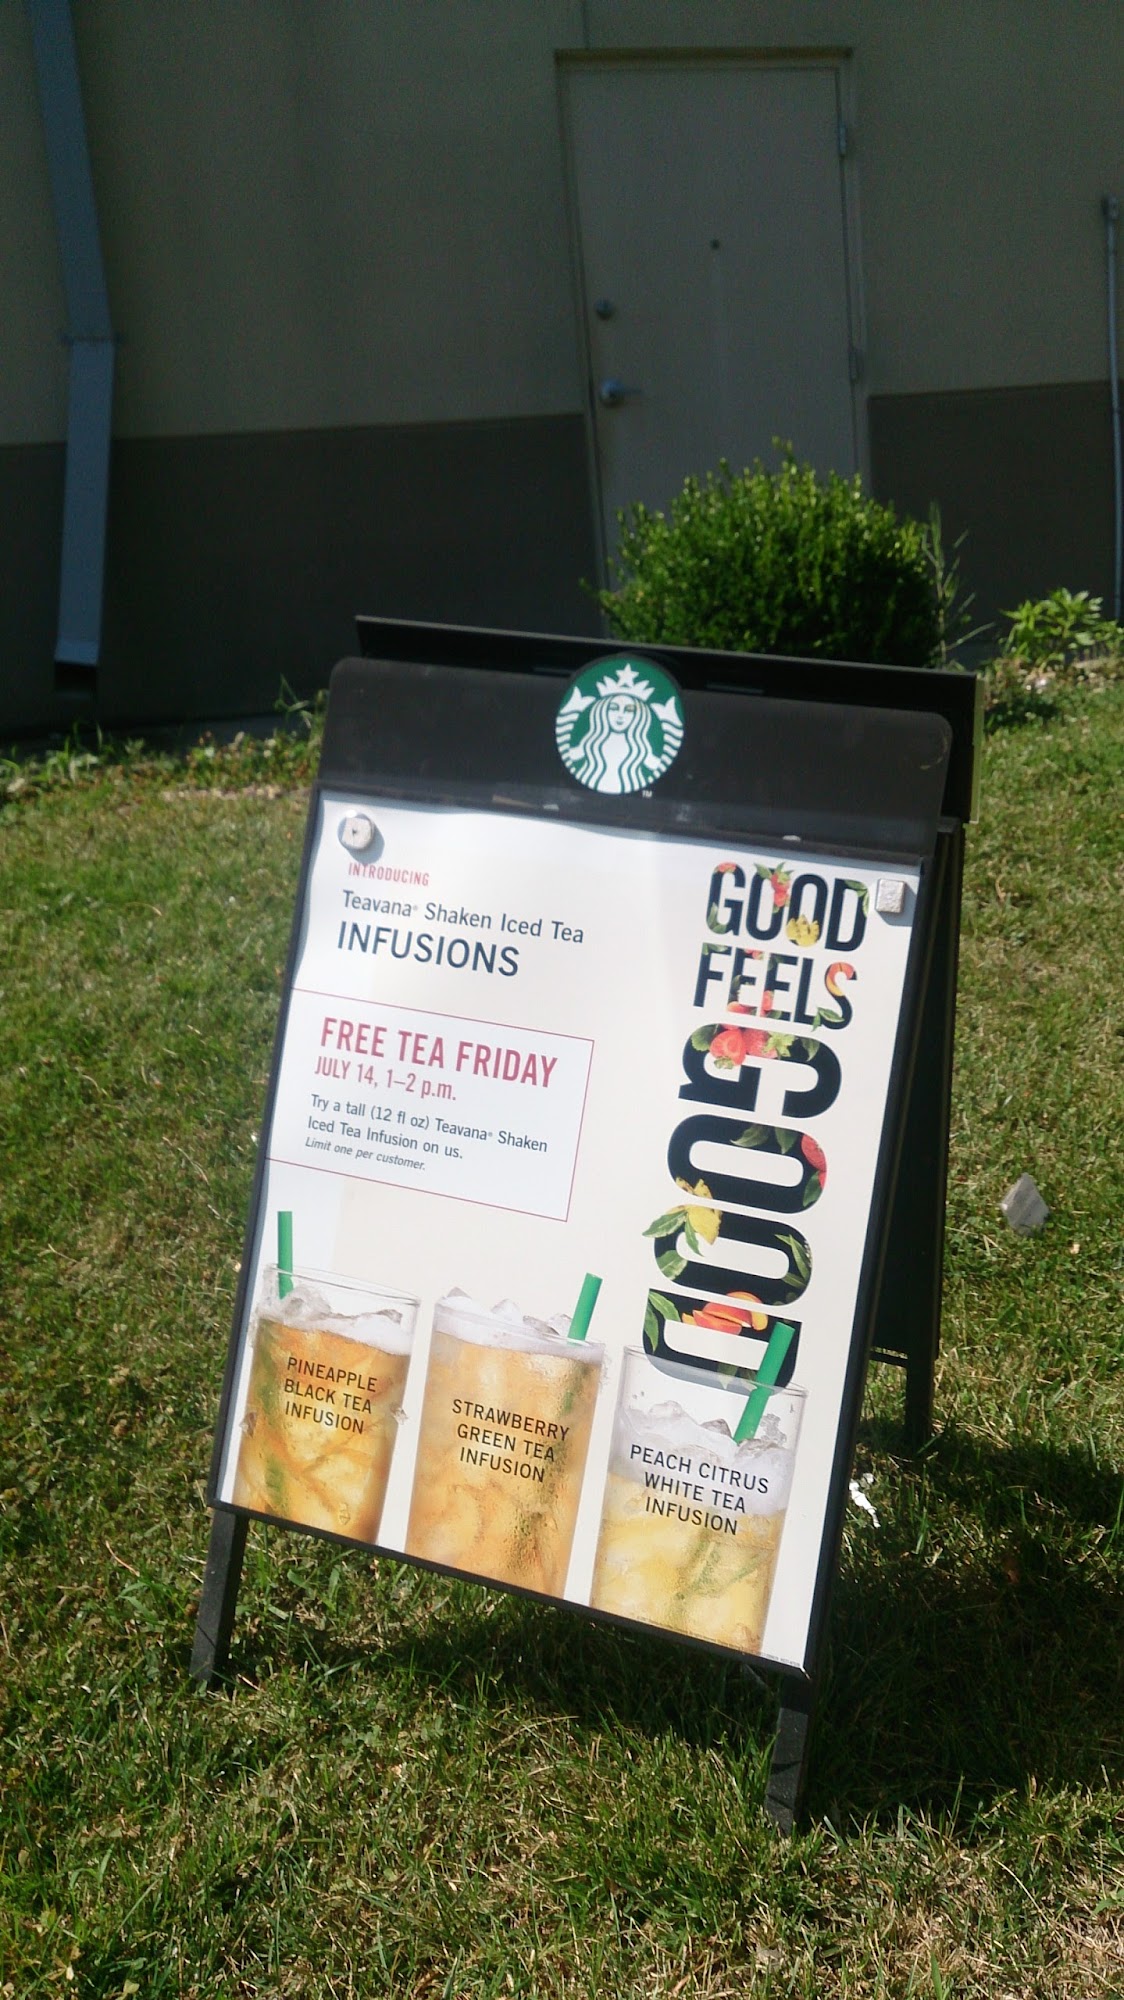 INTRODUCING
Teavana® Shaken Iced Tea
INFUSIONS
FREE TEA FRIDAY
JULY 14, 1–2 p.m.
Try a tall (12 fl oz) Teavana® Shaken
Iced Tea Infusion on us.
Limit one per customer.
GOOD
FEELS
GOOD
PINEAPPLE
BLACK TEA
INFUSION
STRAWBERRY
GREEN TEA
INFUSION
PEACH CITRUS
WHITE TEA
INFUSION
TM